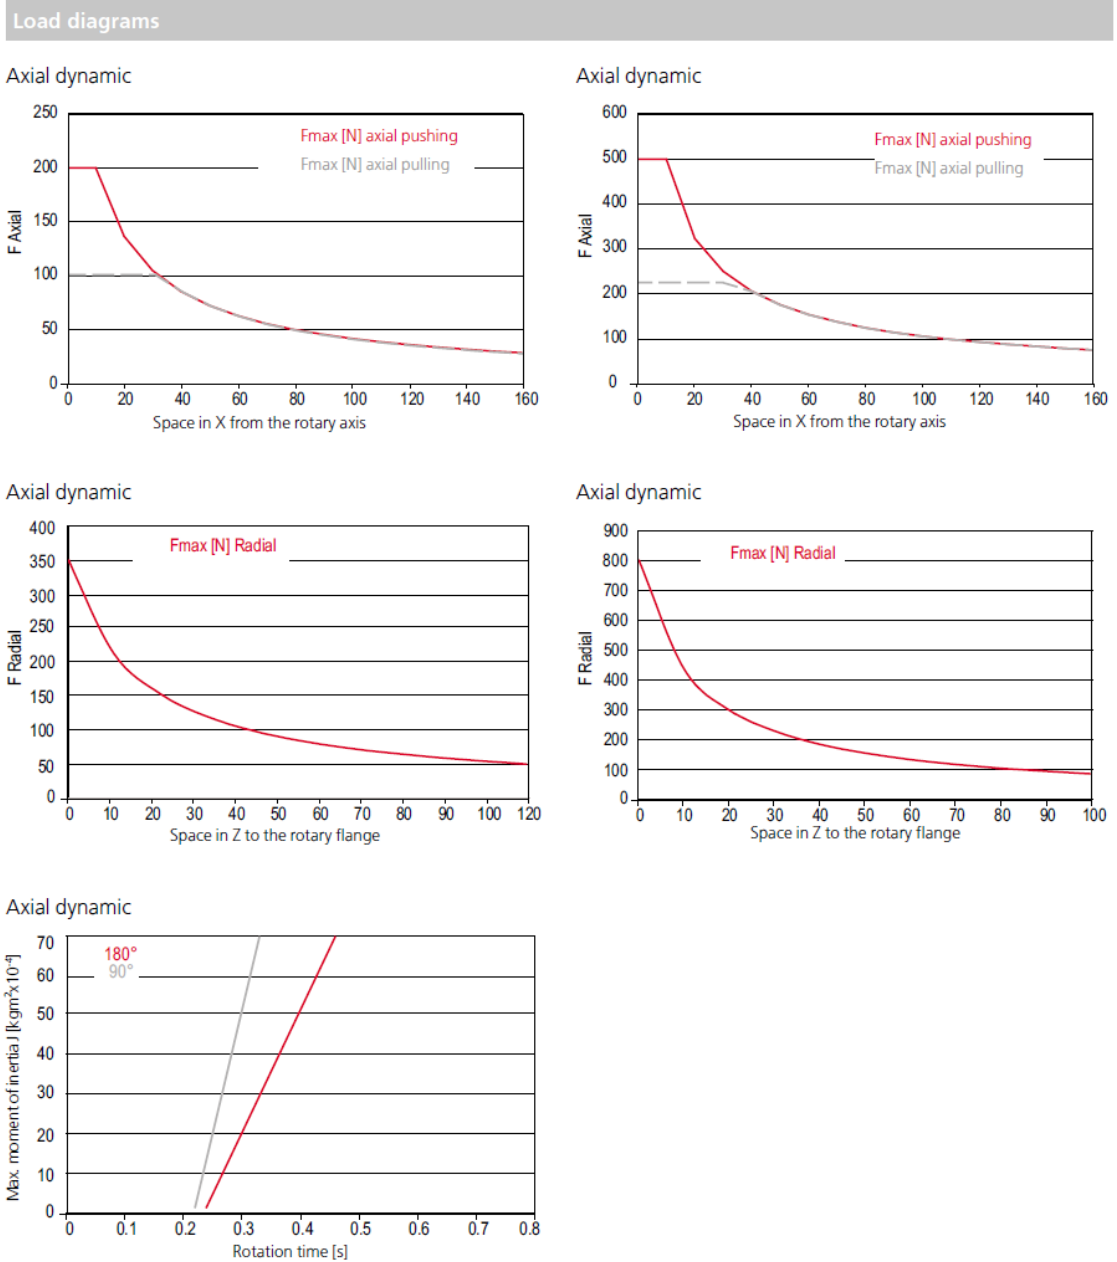 Load diagrams
Axial dynamic
250
200
150
100
50
0
F Axial
Fmax [N] axial pushing
Fmax [N] axial pulling
0 20 40 60 80 100 120 140 160
Space in X from the rotary axis
Axial dynamic
600
500
400
300
200
100
0
F Axial
Fmax [N] axial pushing
Fmax [N] axial pulling
0 20 40 60 80 100 120 140 160
Space in X from the rotary axis
Axial dynamic
400
350
300
250
200
150
100
50
0
F Radial
Fmax [N] Radial
0 10 20 30 40 50 60 70 80 90 100 120
Space in Z to the rotary flange
Axial dynamic
900
800
700
600
500
400
300
200
100
0
F Radial
Fmax [N] Radial
0 10 20 30 40 50 60 70 80 90 100
Space in Z to the rotary flange
Axial dynamic
70
60
50
40
30
20
10
0
Max. moment of inertia J [kgm²x10⁻⁴]
180°
90°
0 0.1 0.2 0.3 0.4 0.5 0.6 0.7 0.8
Rotation time [s]